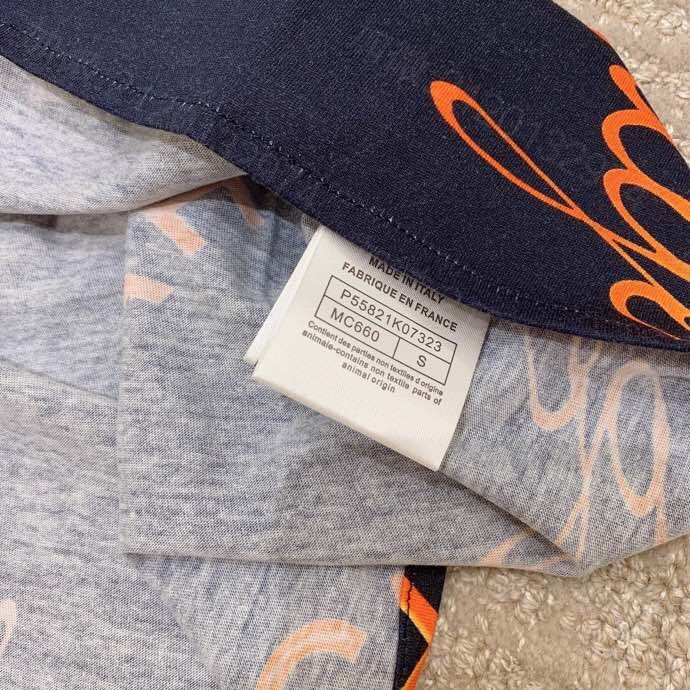 MADE IN ITALY
FABRIQUE EN FRANCE
P55821K07323
MC660 S
Contient des parties non textiles d origine
animale-contains non textile parts of
animal origin